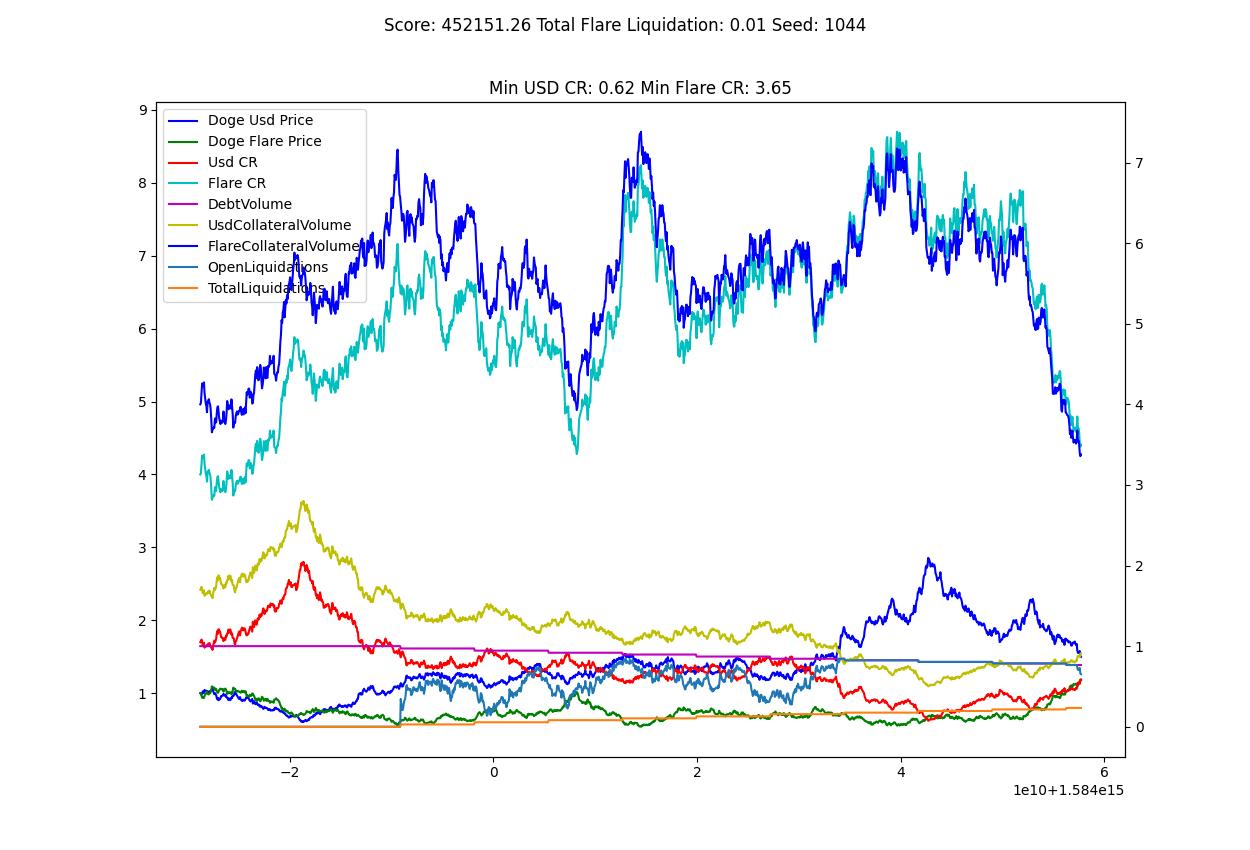 Score: 452151.26 Total Flare Liquidation: 0.01 Seed: 1044
Min USD CR: 0.62 Min Flare CR: 3.65
Doge Usd Price
Doge Flare Price
Usd CR
Flare CR
DebtVolume
UsdCollateralVolume
FlareCollateralVolume
OpenLiquidations
TotalLiquidations
9
8
7
6
5
4
3
2
1
7
6
5
4
3
2
1
0
−2
0
2
4
6
1e10+1.584e15